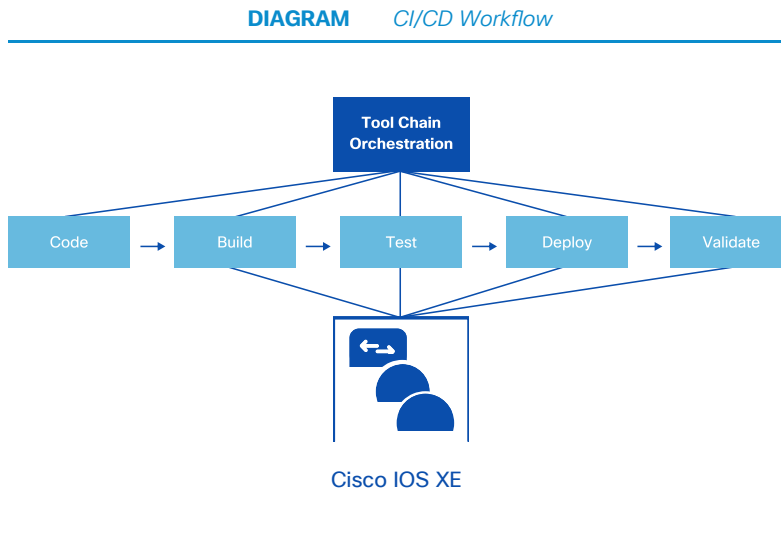 DIAGRAM CI/CD Workflow
Tool Chain
Orchestration
Code Build Test Deploy Validate
Cisco IOS XE